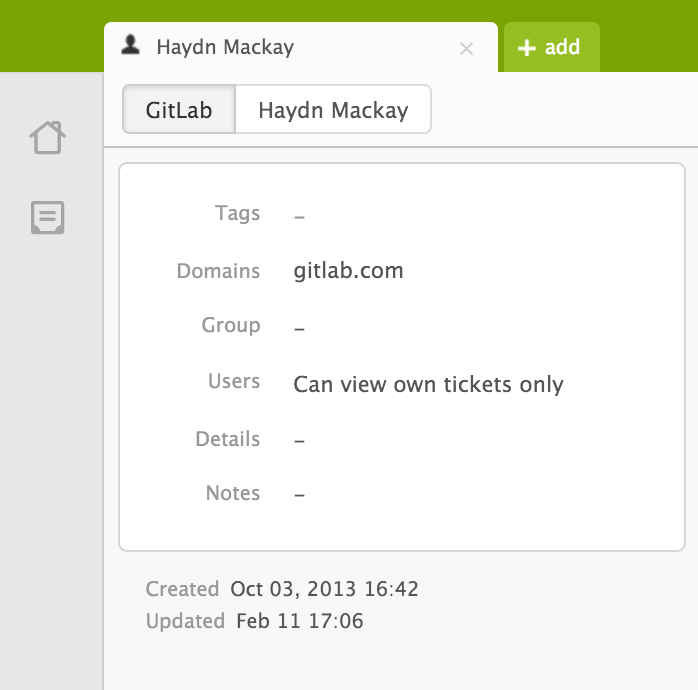 Haydn Mackay
add
GitLab Haydn Mackay
Tags –
Domains gitlab.com
Group –
Users Can view own tickets only
Details –
Notes –
Created Oct 03, 2013 16:42
Updated Feb 11 17:06